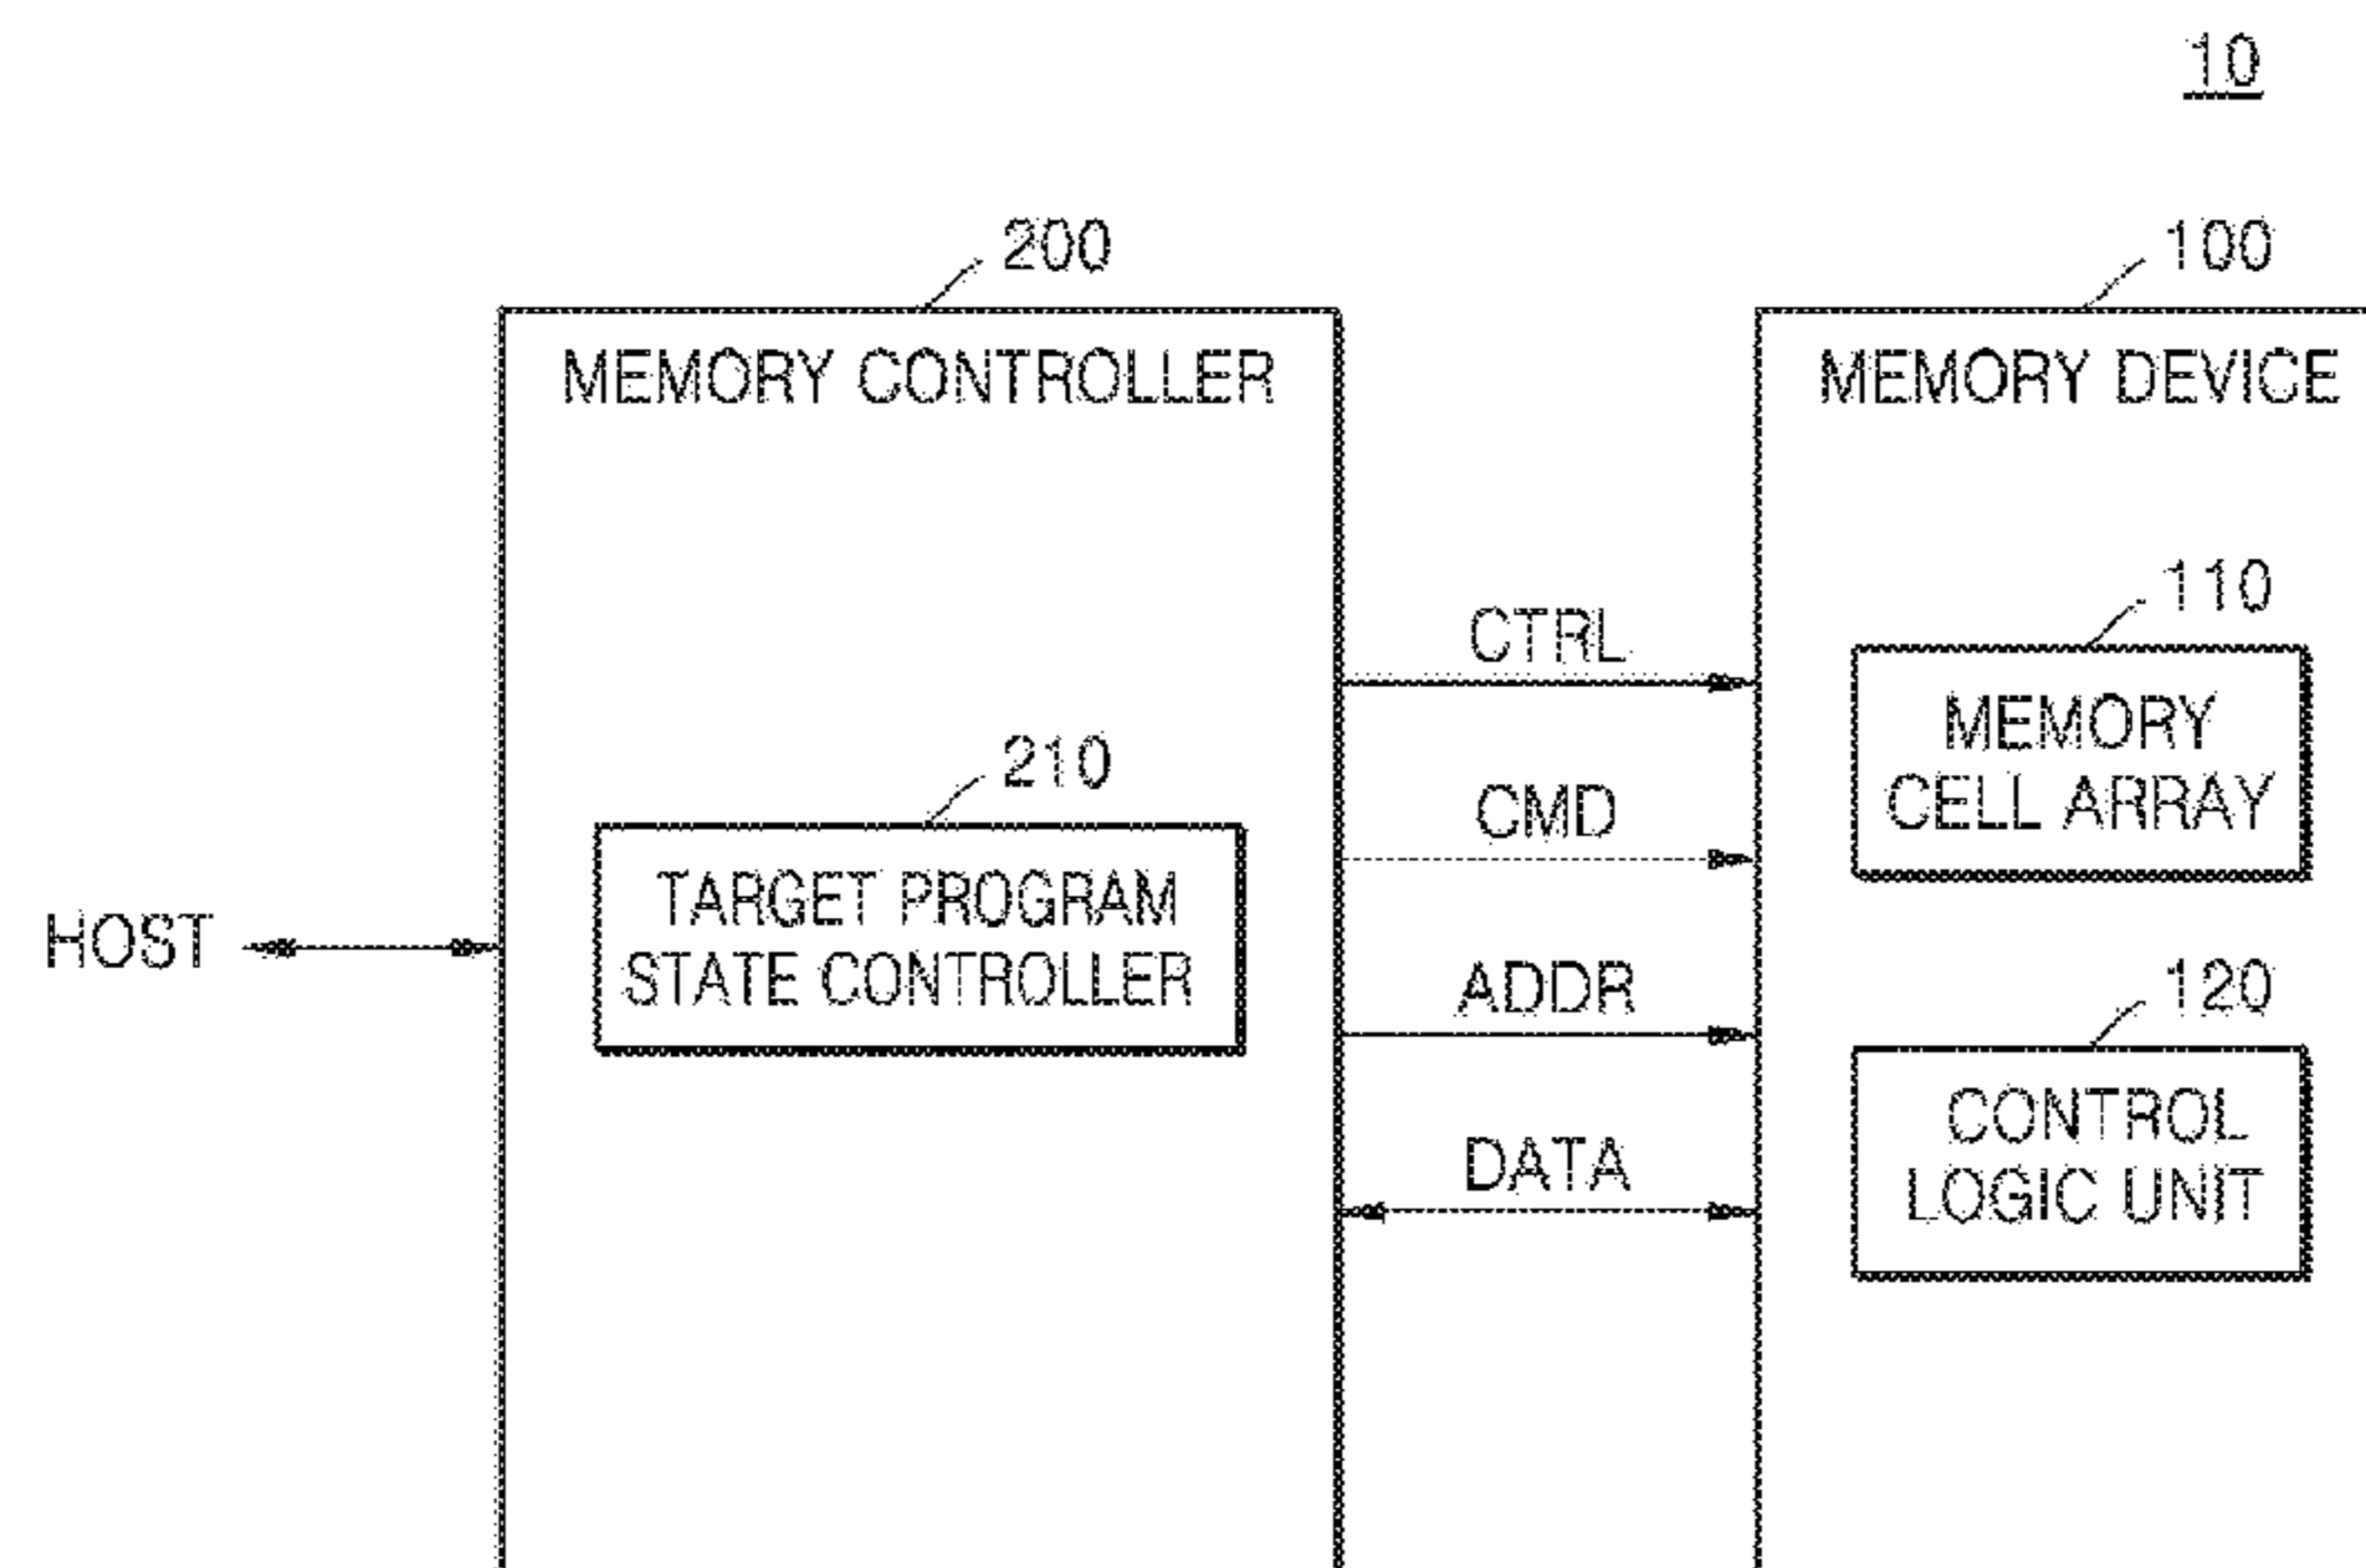 10
200
100
MEMORY CONTROLLER
MEMORY DEVICE
110
CTRL
MEMORY
CELL ARRAY
210
CMD
TARGET PROGRAM
STATE CONTROLLER
HOST
ADDR
120
CONTROL
LOGIC UNIT
DATA